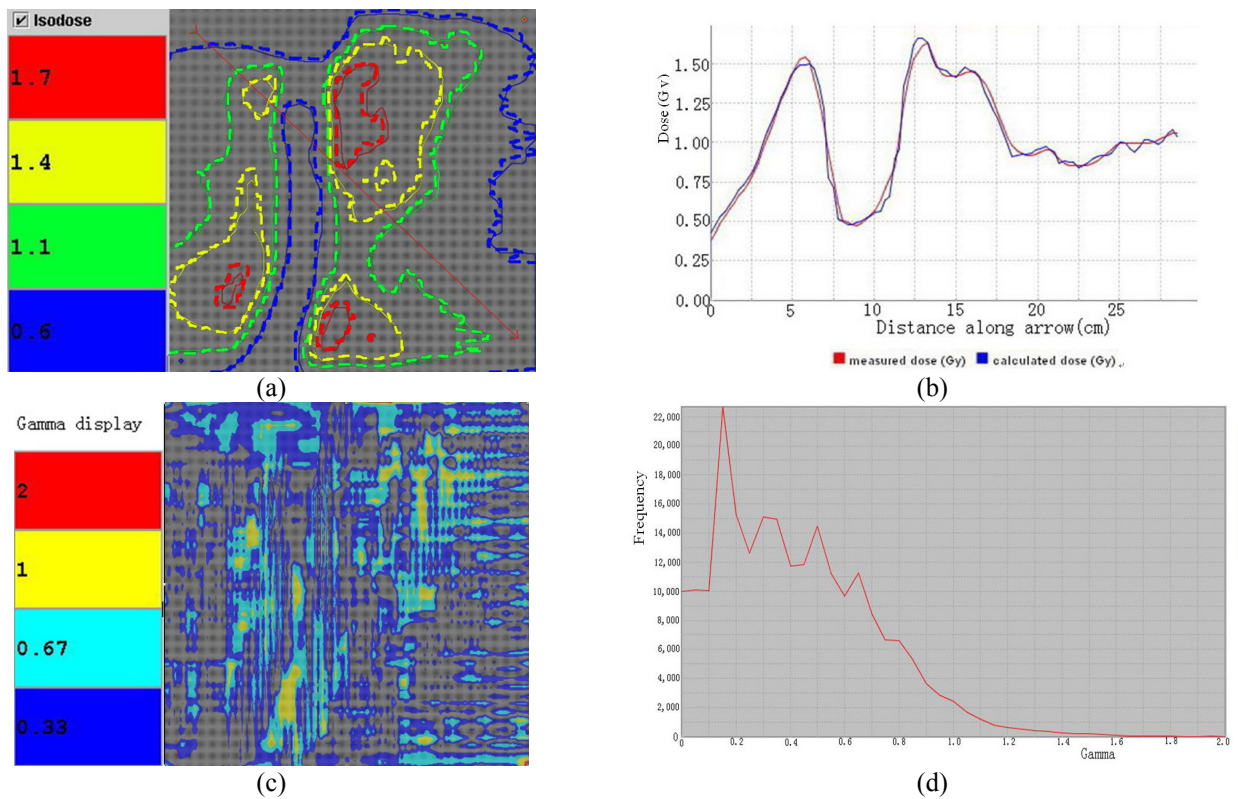 Isodose
1.7
1.4
1.1
0.6
(a)
Dose (Gy)
1.50
1.25
1.00
0.75
0.50
0.25
0.00
0 5 10 15 20 25
Distance along arrow(cm)
measured dose (Gy) calculated dose (Gy)
(b)
Gamma display
2
1
0.67
0.33
(c)
Frequency
22,000
20,000
18,000
16,000
14,000
12,000
10,000
8,000
6,000
4,000
2,000
0
0 0.2 0.4 0.6 0.8 1.0 1.2 1.4 1.6 1.8 2.0
Gamma
(d)